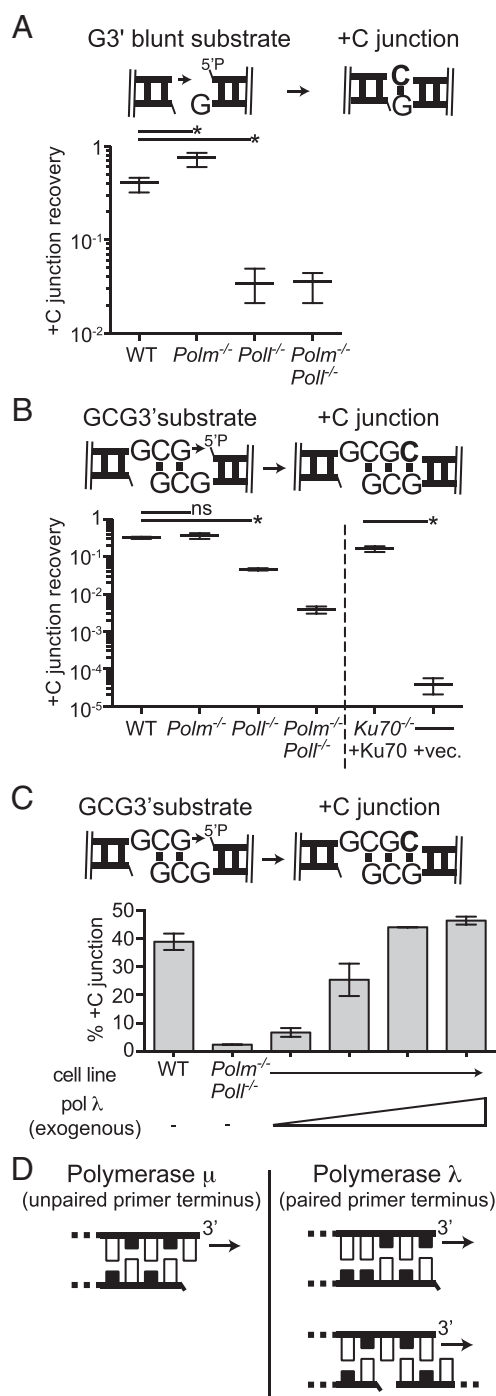 A
G3' blunt substrate +C junction
5'P
G
C
G
+C junction recovery
1
10-1
10-2
*
*
WT Polm-/- Poll-/- Polm-/-
Poll-/-
B
GCG3'substrate +C junction
GCG 5'P
GCG
GCGC
GCG
+C junction recovery
1
10-1
10-2
10-3
10-4
10-5
ns
*
*
WT Polm-/- Poll-/- Polm-/- Ku70-/-
Poll-/- +Ku70 +vec.
C
GCG3'substrate +C junction
GCG 5'P
GCG
GCGC
GCG
% +C junction
50
40
30
20
10
0
cell line WT Polm-/-
Poll-/-
pol λ
(exogenous) - -
D
Polymerase μ Polymerase λ
(unpaired primer terminus) (paired primer terminus)
3'
3'
3'